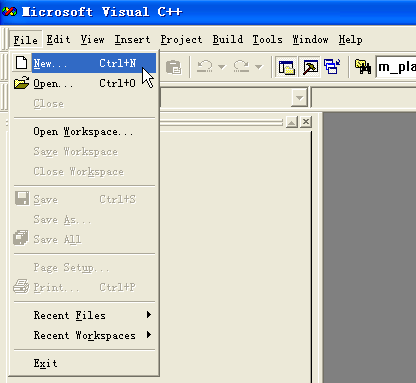 Microsoft Visual C++
File Edit View Insert Project Build Tools Window Help
New... Ctrl+N
Open... Ctrl+O
Close
Open Workspace...
Save Workspace
Close Workspace
Save Ctrl+S
Save As...
Save All
Page Setup...
Print... Ctrl+P
Recent Files
Recent Workspaces
Exit
m_pla